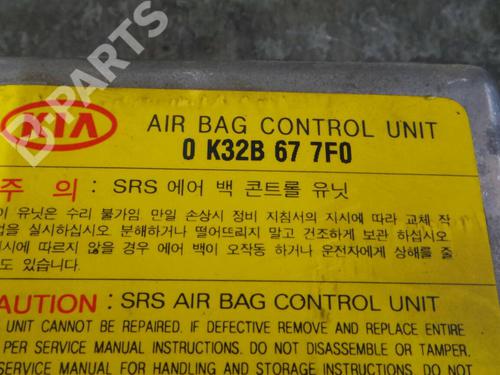 D-PARTS
KIA
AIR BAG CONTROL UNIT
0 K32B 67 7F0
주 의 : SRS 에어 백 콘트롤 유닛
이 유닛은 수리 불가임. 만일 손상시 정비 지침서의 지시에 따라 교체 작
업을 실시하십시오. 분해하거나 떨어뜨리지 말고 건조하게 보관 하십시오.
시에 따르지 않을 경우 에어 백이 오작동 하거나 운전자에게 상해를 줄
도 있습니다.
CAUTION : SRS AIR BAG CONTROL UNIT
UNIT CANNOT BE REPAIRED. IF DEFECTIVE REMOVE AND REPLACE ENTIRE
PER SERVICE MANUAL INSTRUCTIONS. DO NOT DISASSEMBLE OR TAMPER.
SERVICE MANUAL FOR HANDLING AND STORAGE INSTRUCTIONS. DO NOT